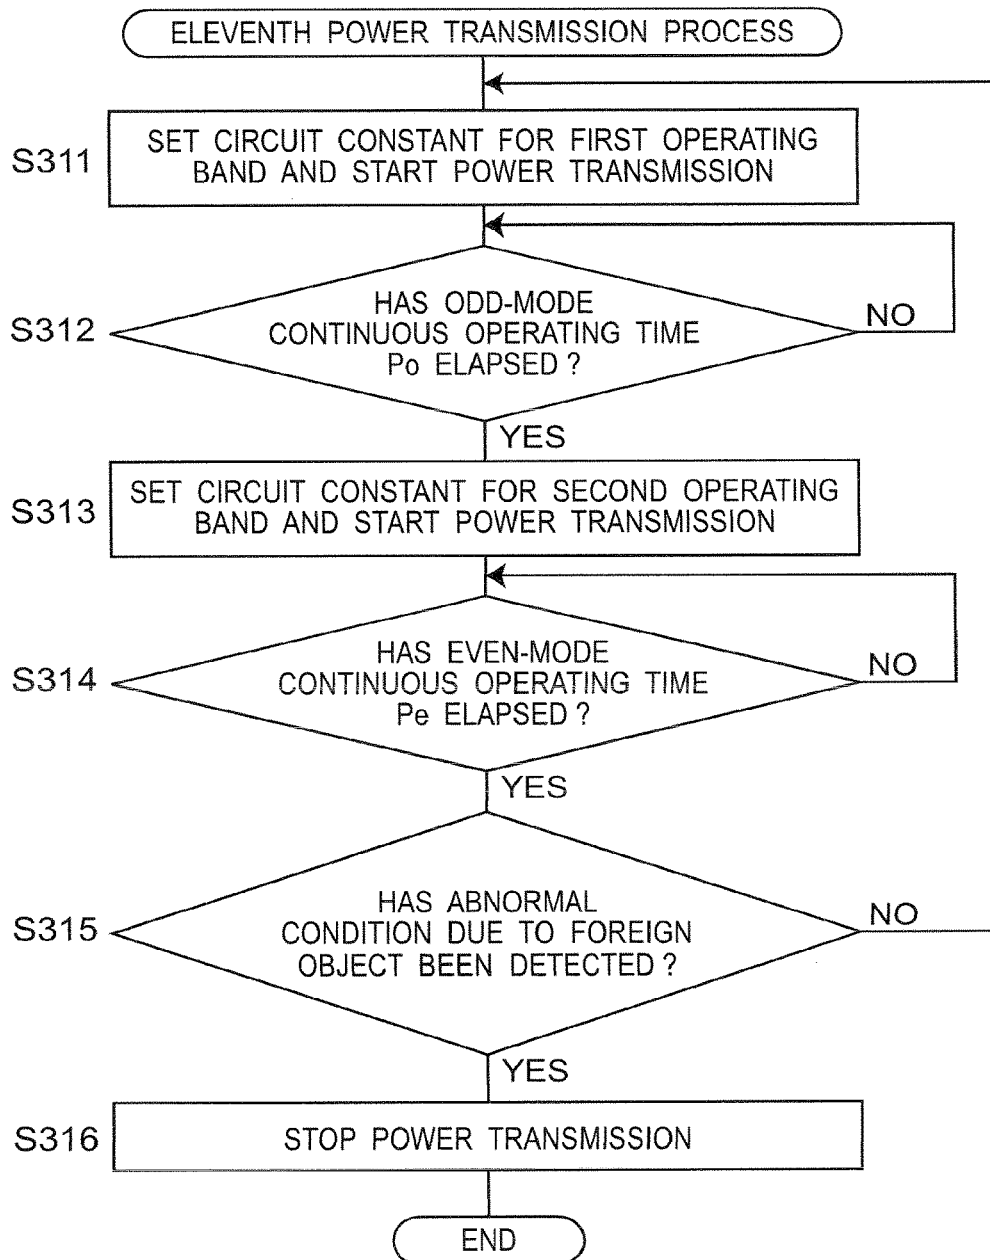 ELEVENTH POWER TRANSMISSION PROCESS
S311
SET CIRCUIT CONSTANT FOR FIRST OPERATING
BAND AND START POWER TRANSMISSION
S312
HAS ODD-MODE
CONTINUOUS OPERATING TIME
Po ELAPSED ?
NO
YES
S313
SET CIRCUIT CONSTANT FOR SECOND OPERATING
BAND AND START POWER TRANSMISSION
S314
HAS EVEN-MODE
CONTINUOUS OPERATING TIME
Pe ELAPSED ?
NO
YES
S315
HAS ABNORMAL
CONDITION DUE TO FOREIGN
OBJECT BEEN DETECTED ?
NO
YES
S316
STOP POWER TRANSMISSION
END